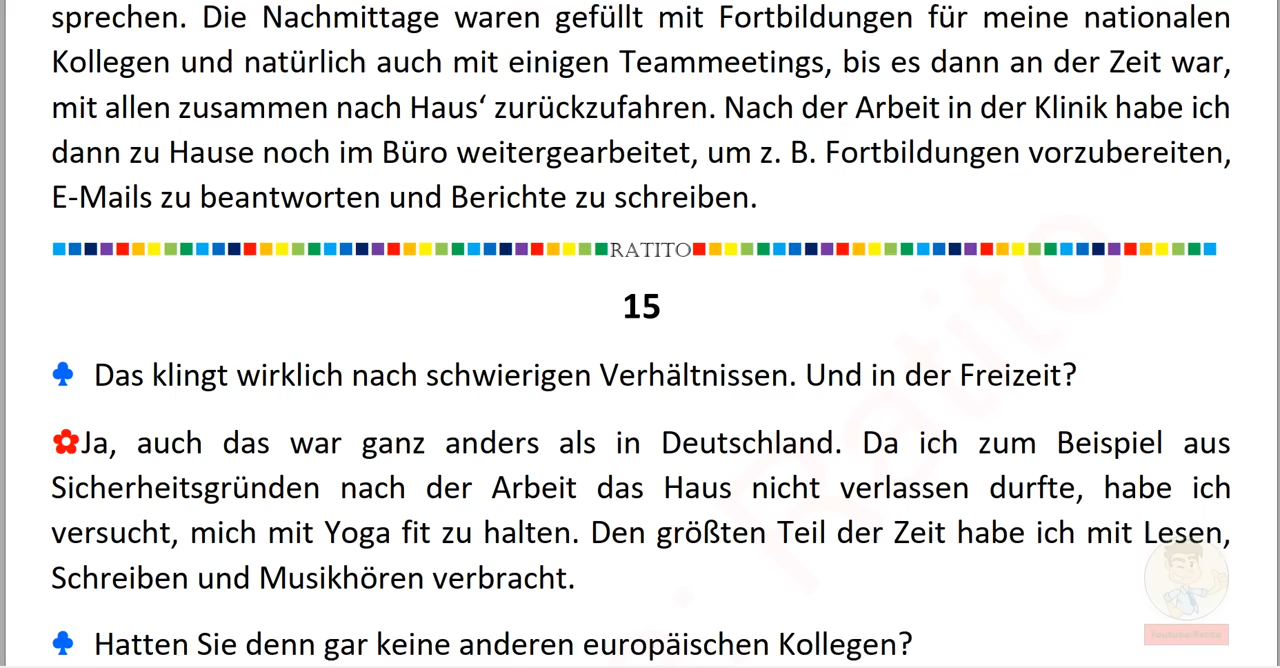 sprechen. Die Nachmittage waren gefüllt mit Fortbildungen für meine nationalen
Kollegen und natürlich auch mit einigen Teammeetings, bis es dann an der Zeit war,
mit allen zusammen nach Haus‘ zurückzufahren. Nach der Arbeit in der Klinik habe ich
dann zu Hause noch im Büro weitergearbeitet, um z. B. Fortbildungen vorzubereiten,
E-Mails zu beantworten und Berichte zu schreiben.
RATITO
15
Das klingt wirklich nach schwierigen Verhältnissen. Und in der Freizeit?
Ja, auch das war ganz anders als in Deutschland. Da ich zum Beispiel aus
Sicherheitsgründen nach der Arbeit das Haus nicht verlassen durfte, habe ich
versucht, mich mit Yoga fit zu halten. Den größten Teil der Zeit habe ich mit Lesen,
Schreiben und Musikhören verbracht.
Hatten Sie denn gar keine anderen europäischen Kollegen?
Ratito